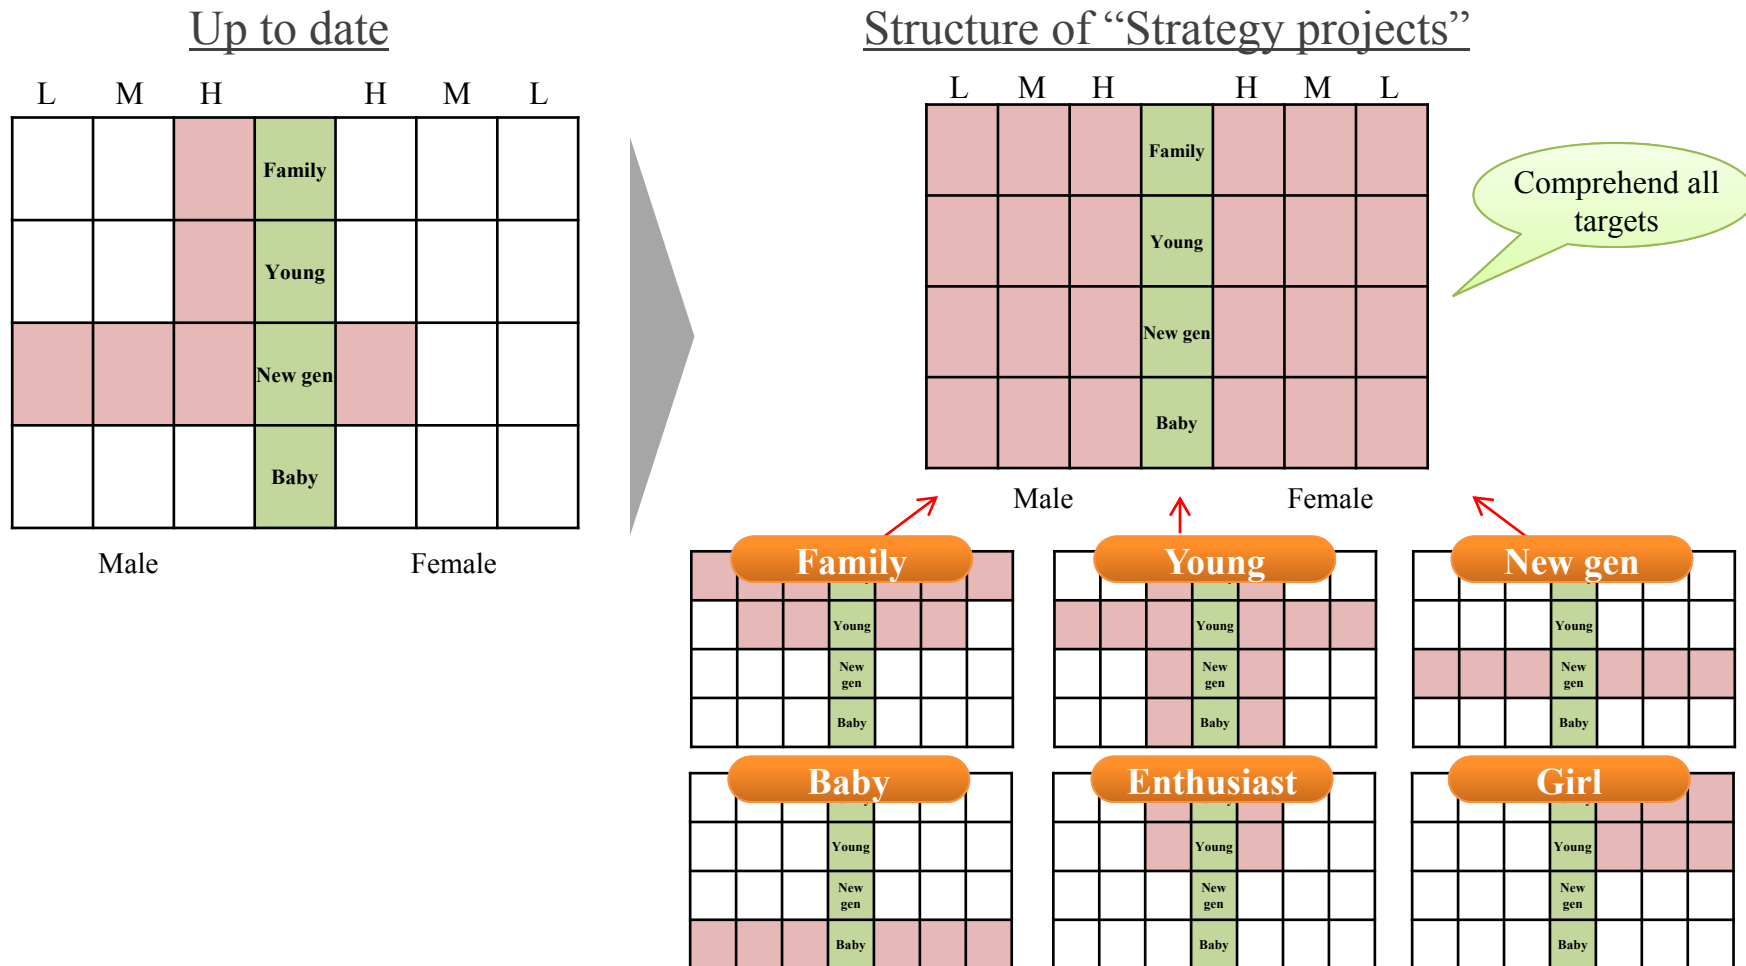 Up to date
L M H H M L
Family
Young
New gen
Baby
Male Female
Structure of “Strategy projects”
L M H H M L
Family
Young
New gen
Baby
Male Female
Comprehend all
targets
Family
Young
New
gen
Baby
Young
Young
New
gen
Baby
New gen
Young
New
gen
Baby
Baby
Young
New
gen
Baby
Enthusiast
Young
New
gen
Baby
Girl
Young
New
gen
Baby